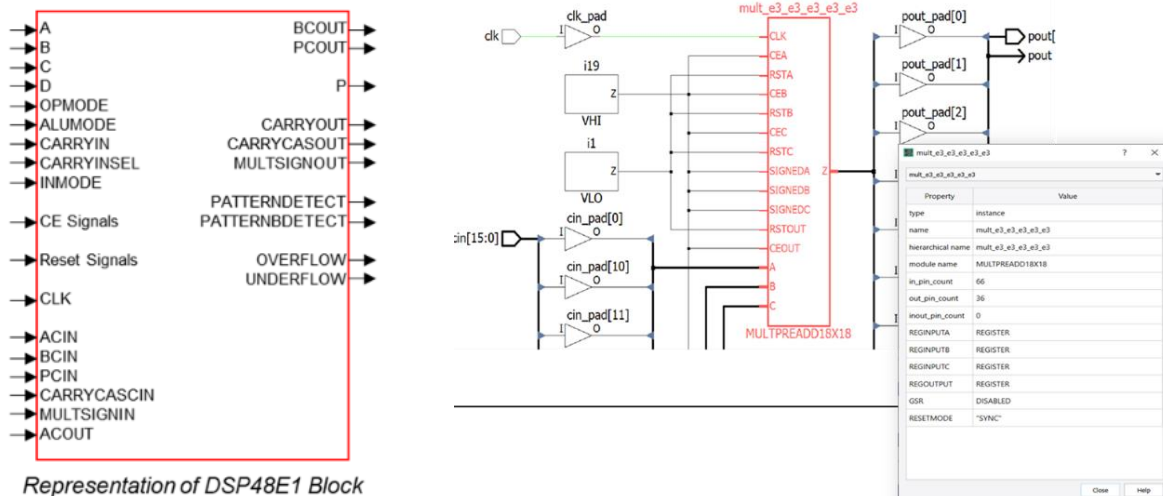 A
B
C
D
OPMODE
ALUMODE
CARRYIN
CARRYINSEL
INMODE
CE Signals
Reset Signals
CLK
ACIN
BCIN
PCIN
CARRYCASCIN
MULTSIGNIN
ACOUT
BCOUT
PCOUT
P
CARRYOUT
CARRYCASOUT
MULTSIGNOUT
PATTERNDETECT
PATTERNBDETECT
OVERFLOW
UNDERFLOW
Representation of DSP48E1 Block
clk
clk_pad
I O
i19
Z
VHI
i1
Z
VLO
cin[15:0]
cin_pad[0]
I O
cin_pad[10]
I O
cin_pad[11]
I O
mult_e3_e3_e3_e3_e3
CLK
CEA
RSTA
CEB
RSTB
CEC
RSTC
SIGNEDA Z
SIGNEDB
SIGNEDC
RSTOUT
CEOUT
A
B
C
MULTPREADD18X18
pout_pad[0]
I O
pout_pad[1]
I O
pout_pad[2]
I O
pout[
pout
mult_e3_e3_e3_e3_e3 ? ×
mult_e3_e3_e3_e3_e3
Property Value
type instance
name mult_e3_e3_e3_e3_e3
hierarchical name mult_e3_e3_e3_e3_e3
module name MULTPREADD18X18
in_pin_count 66
out_pin_count 36
inout_pin_count 0
REGINPUTA REGISTER
REGINPUTB REGISTER
REGINPUTC REGISTER
REGOUTPUT REGISTER
GSR DISABLED
RESETMODE "SYNC"
Close Help